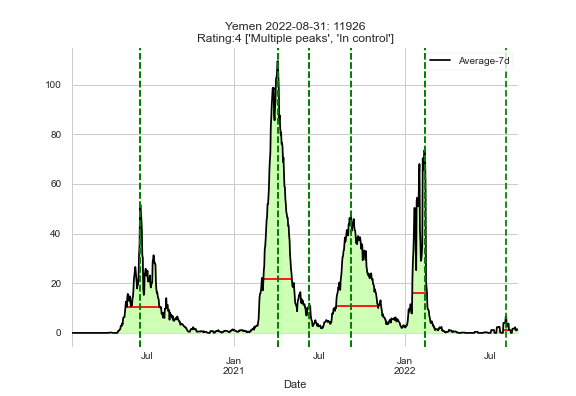 Yemen 2022-08-31: 11926
Rating:4 ['Multiple peaks', 'In control']
Average-7d
100
80
60
40
20
0
Jul
Jan
2021
Jul
Jan
2022
Jul
Date